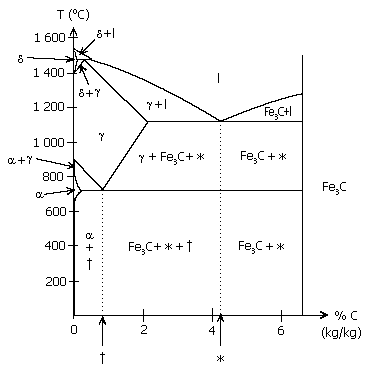 T (ºC)
δ+l
1 600
δ
1 400
l
δ+γ
γ+l
Fe₃C+l
1 200
1 000
γ
α+γ
γ + Fe₃C + *
Fe₃C + *
800
α
Fe₃C
600
400
α
+
†
Fe₃C + * + †
Fe₃C + *
200
0 2 4 6
% C
(kg/kg)
† *